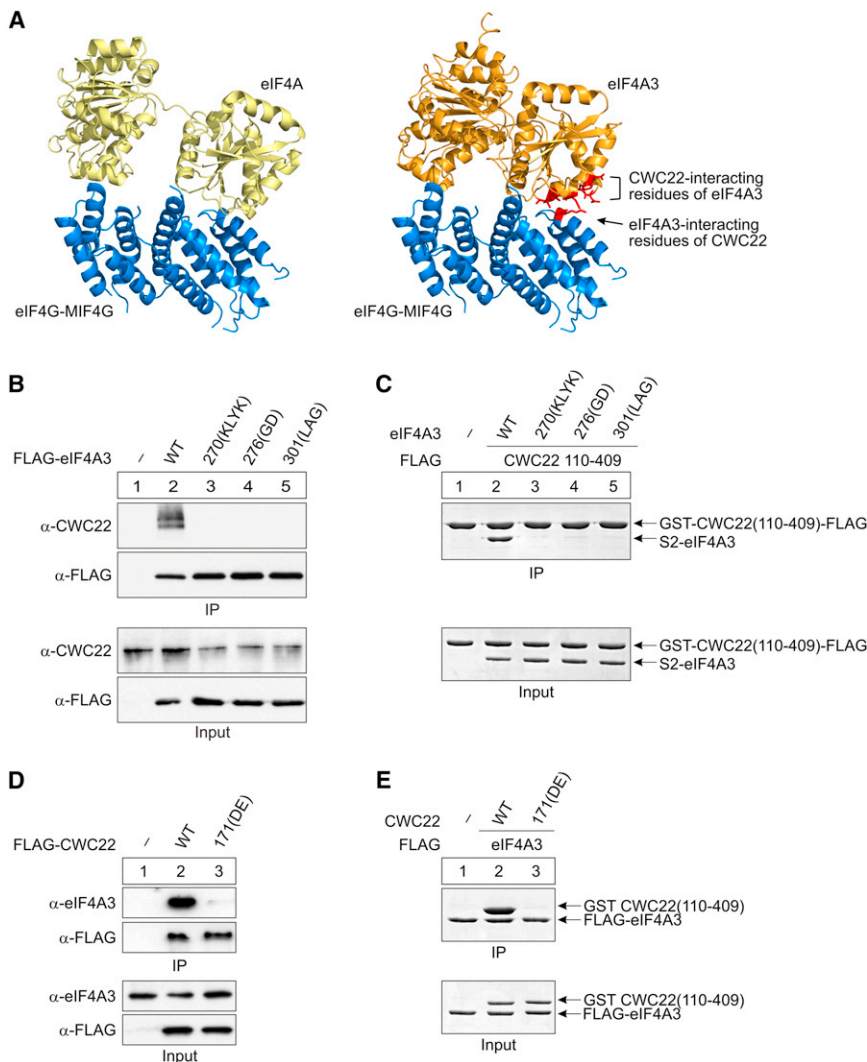 A
eIF4A
eIF4G-MIF4G
eIF4A3
CWC22-interacting
residues of eIF4A3
eIF4A3-interacting
residues of CWC22
eIF4G-MIF4G
B
FLAG-eIF4A3 / WT 270(KLYK) 276(GD) 301(LAG)
1 2 3 4 5
α-CWC22
α-FLAG
IP
α-CWC22
α-FLAG
Input
C
eIF4A3 / WT 270(KLYK) 276(GD) 301(LAG)
FLAG CWC22 110-409
1 2 3 4 5
GST-CWC22(110-409)-FLAG
S2-eIF4A3
IP
GST-CWC22(110-409)-FLAG
S2-eIF4A3
Input
D
FLAG-CWC22 / WT 171(DE)
1 2 3
α-eIF4A3
α-FLAG
IP
α-eIF4A3
α-FLAG
Input
E
CWC22 / WT 171(DE)
FLAG eIF4A3
1 2 3
GST CWC22(110-409)
FLAG-eIF4A3
IP
GST CWC22(110-409)
FLAG-eIF4A3
Input